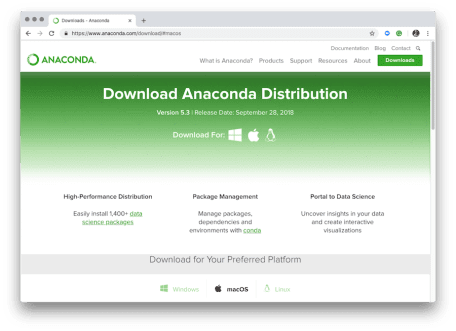 Downloads - Anaconda
https://www.anaconda.com/download/#macos
Documentation Blog Contact
ANACONDA
What is Anaconda? Products Support Resources About Downloads
Download Anaconda Distribution
Version 5.3 | Release Date: September 28, 2018
Download For:
High-Performance Distribution
Easily install 1,400+ data
science packages
Package Management
Manage packages,
dependencies and
environments with conda
Portal to Data Science
Uncover insights in your data
and create interactive
visualizations
Download for Your Preferred Platform
Windows macOS Linux